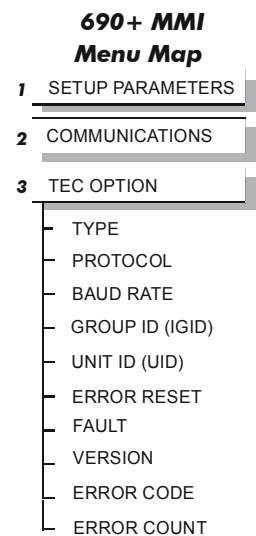 690+ MMI
Menu Map
1 SETUP PARAMETERS
2 COMMUNICATIONS
3 TEC OPTION
TYPE
PROTOCOL
BAUD RATE
GROUP ID (IGID)
UNIT ID (UID)
ERROR RESET
FAULT
VERSION
ERROR CODE
ERROR COUNT